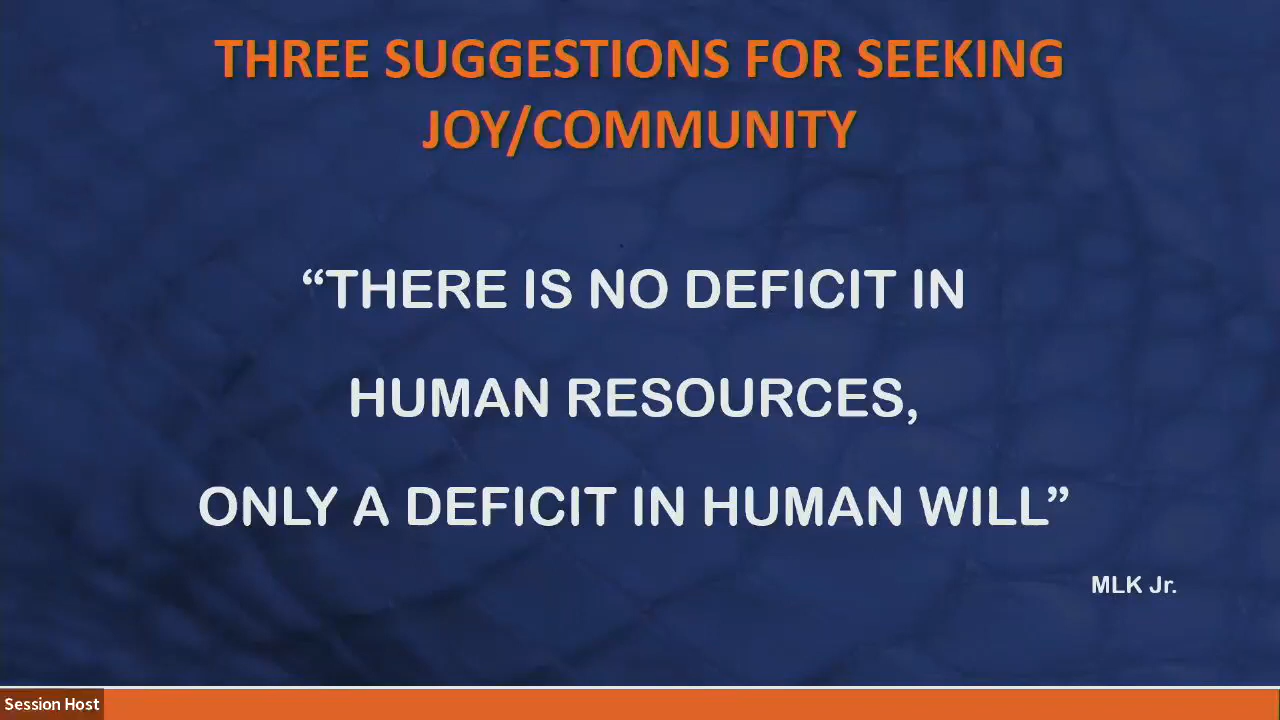 THREE SUGGESTIONS FOR SEEKING
JOY/COMMUNITY
“THERE IS NO DEFICIT IN
HUMAN RESOURCES,
ONLY A DEFICIT IN HUMAN WILL”
MLK Jr.
Session Host